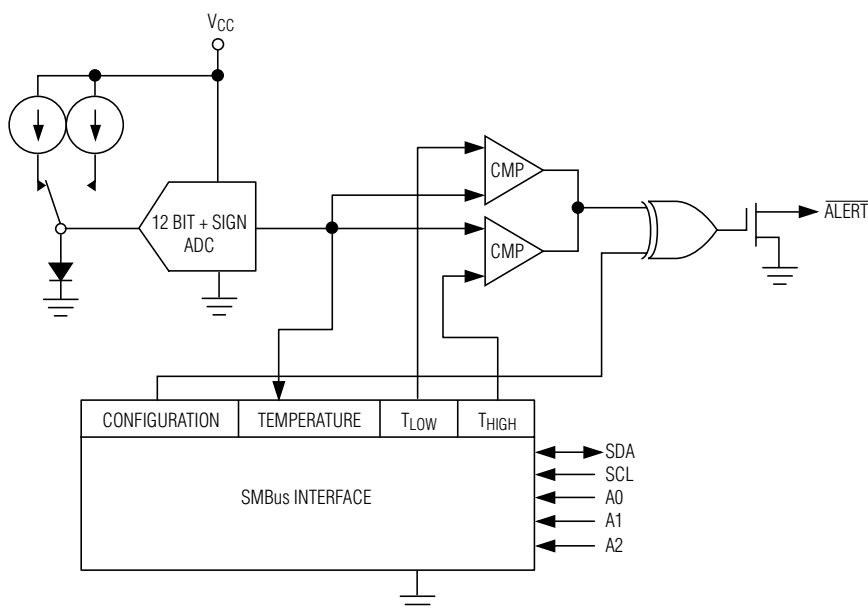 VCC
12 BIT + SIGN
ADC
CMP
CMP
ALERT
CONFIGURATION
TEMPERATURE
TLOW
THIGH
SMBus INTERFACE
SDA
SCL
A0
A1
A2